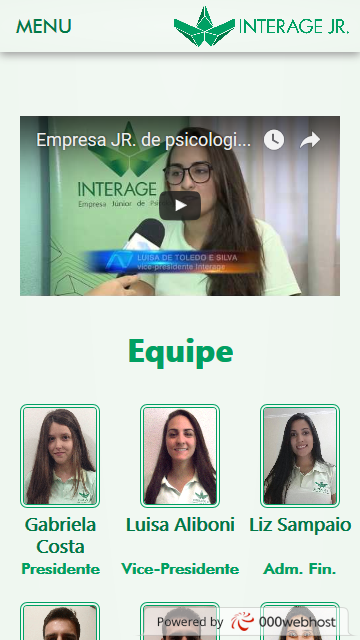 MENU
INTERAGE JR.
Empresa JR. de psicologi...
INTERAGE
Empresa Júnior de Psi
LUISA DE TOLEDO E SILVA
vice-presidente Interage
Equipe
Gabriela Costa
Luisa Aliboni
Liz Sampaio
Presidente
Vice-Presidente
Adm. Fin.
Powered by 000webhost